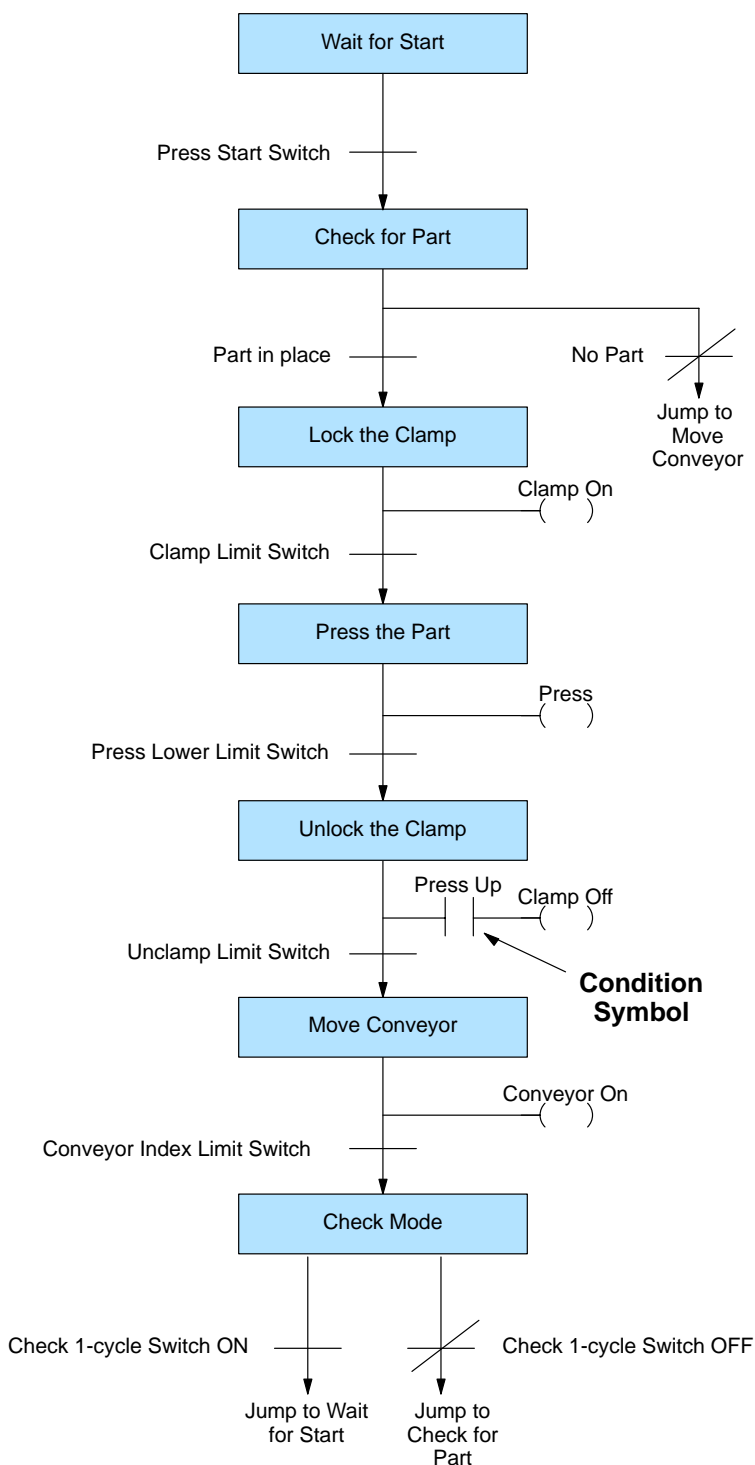 Wait for Start
Press Start Switch
Check for Part
Part in place
No Part
Jump to
Move
Conveyor
Lock the Clamp
Clamp On
Clamp Limit Switch
Press the Part
Press
Press Lower Limit Switch
Unlock the Clamp
Press Up
Clamp Off
Unclamp Limit Switch
Condition
Symbol
Move Conveyor
Conveyor On
Conveyor Index Limit Switch
Check Mode
Check 1-cycle Switch ON
Check 1-cycle Switch OFF
Jump to Wait
for Start
Jump to
Check for
Part